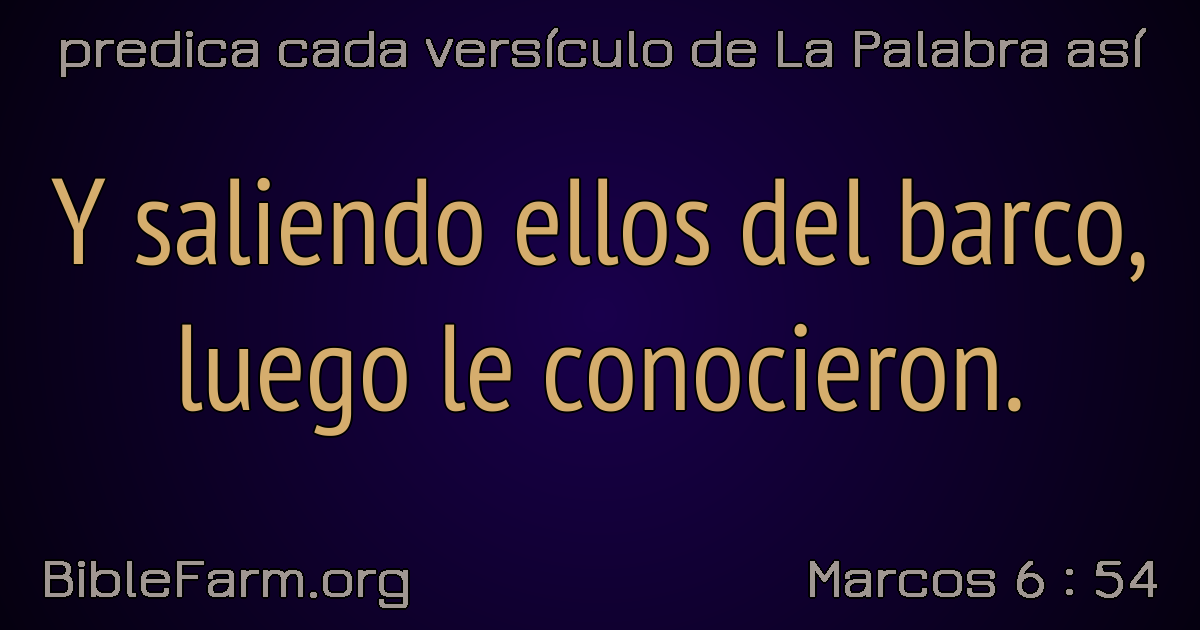 predica cada versículo de La Palabra así
Y saliendo ellos del barco,
luego le conocieron.
BibleFarm.org
Marcos 6 : 54